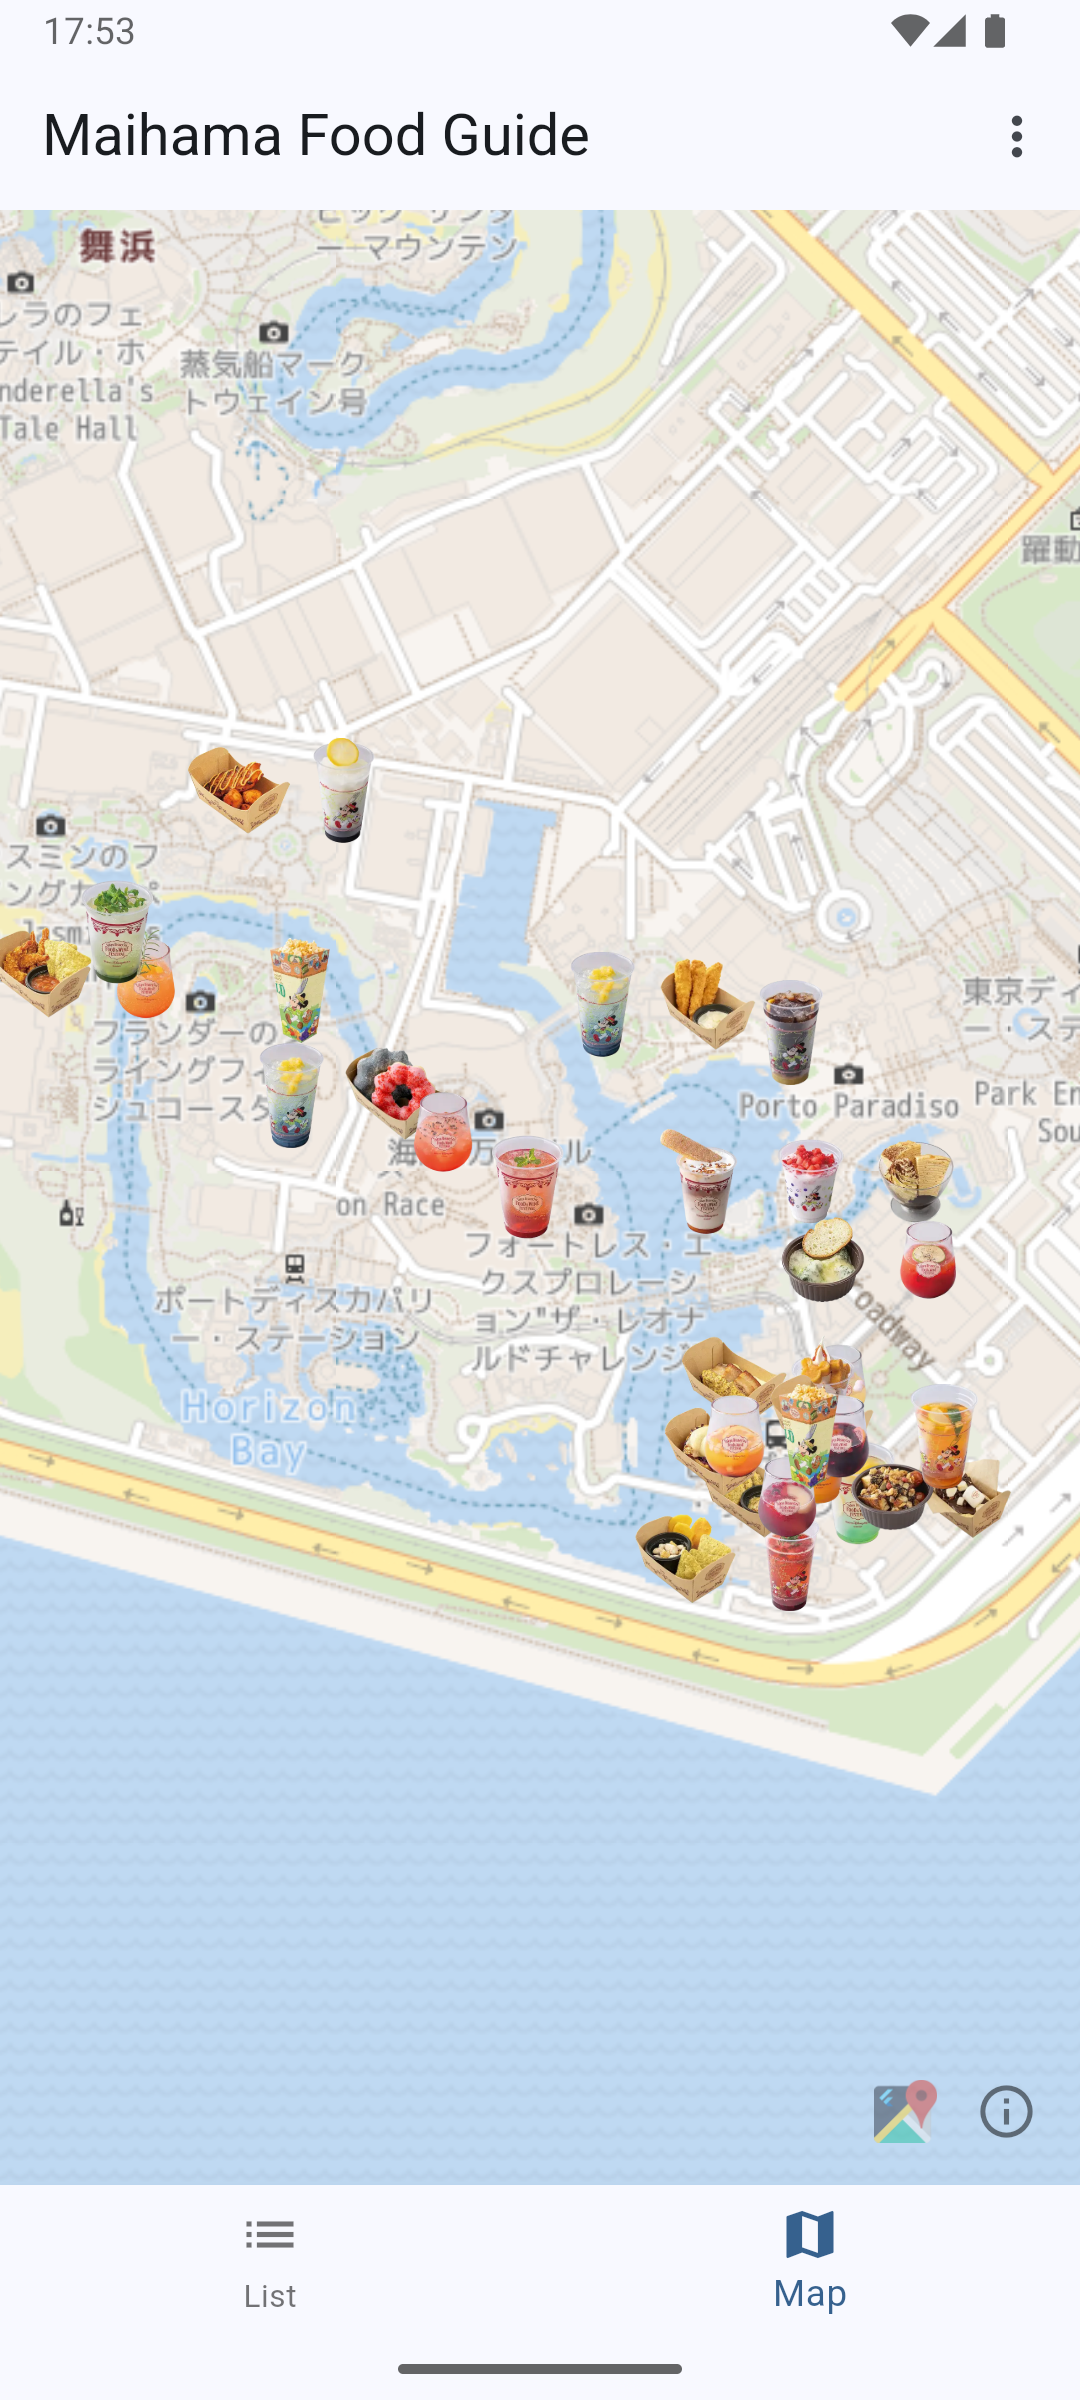 17:53
Maihama Food Guide
舞浜
ビッグサンダ
ーマウンテン
レラのフェ
テイル・ホ
nderella's
Tale Hall
蒸気船マーク
トウェイン号
躍動
スミンのフ
フランダーの
ライングフィ
シュコースタ
東京ディ
ー・ステ
Porto Paradiso
Park En
Sou
on Race
フォートレス・エ
クスプロレーシ
ョン"ザ・レオナ
ルドチャレンジ
oadway
ポートディスカバリ
ー・ステーション
Horizon
Bay
List
Map